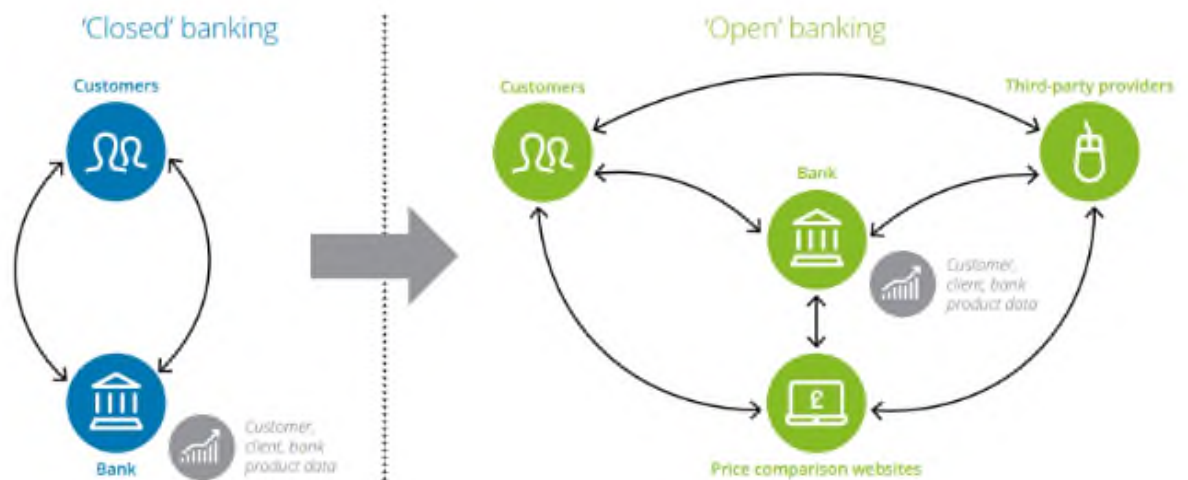 'Closed' banking
Customers
Bank
Customer,
client, bank
product data
'Open' banking
Customers
Third-party providers
Bank
Customer,
client, bank
product data
£
Price comparison websites